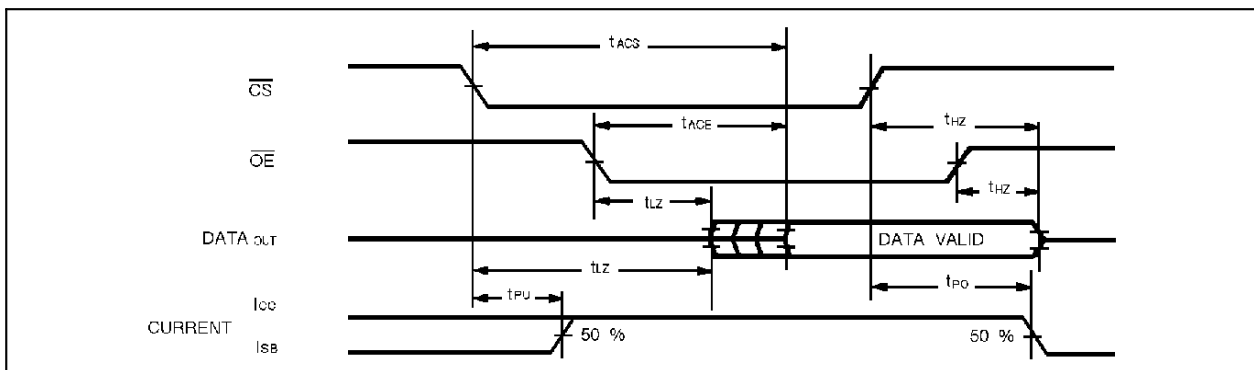 tACS
CS
tACE
tHZ
OE
tHZ
tLZ
DATA OUT
DATA VALID
tLZ
tPU
tPO
ICC
CURRENT
50 %
50 %
ISB